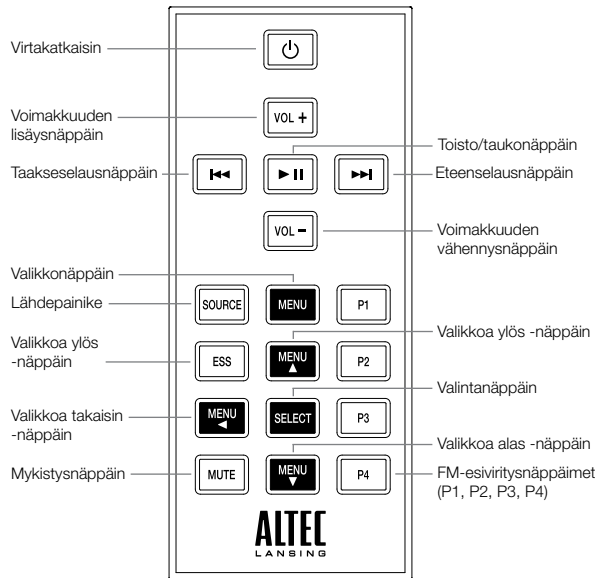 Virtakatkaisin
Voimakkuuden
lisäysnäppäin
VOL +
Toisto/taukonäppäin
Taakseselausnäppäin
Eteenselausnäppäin
VOL -
Voimakkuuden
vähennysnäppäin
Valikkonäppäin
Lähdepainike
SOURCE
MENU
P1
Valikkoa ylös
-näppäin
ESS
MENU
P2
Valikkoa ylös -näppäin
Valintanäppäin
Valikkoa takaisin
-näppäin
MENU
SELECT
P3
Valikkoa alas -näppäin
Mykistysnäppäin
MUTE
MENU
P4
FM-esiviritysnäppäimet
(P1, P2, P3, P4)
ALTEC
LANSING